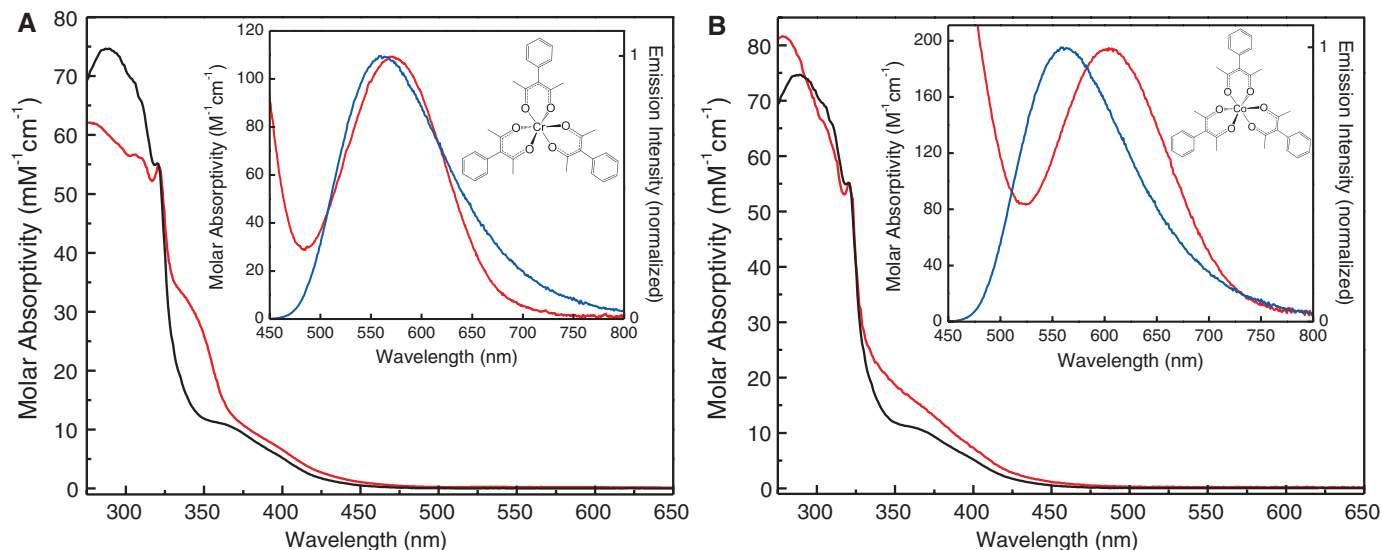 A
80
70
60
50
40
30
20
10
0
Molar Absorptivity (mM⁻¹cm⁻¹)
300 350 400 450 500 550 600 650
Wavelength (nm)
120
100
80
60
40
20
0
Molar Absorptivity (M⁻¹cm⁻¹)
450 500 550 600 650 700 750 800
Wavelength (nm)
1
0
Emission Intensity (normalized)
O O
O Cr O
O O
B
80
70
60
50
40
30
20
10
0
Molar Absorptivity (mM⁻¹cm⁻¹)
300 350 400 450 500 550 600 650
Wavelength (nm)
200
160
120
80
40
0
Molar Absorptivity (M⁻¹cm⁻¹)
450 500 550 600 650 700 750 800
Wavelength (nm)
1
0
Emission Intensity (normalized)
O O
O Co O
O O